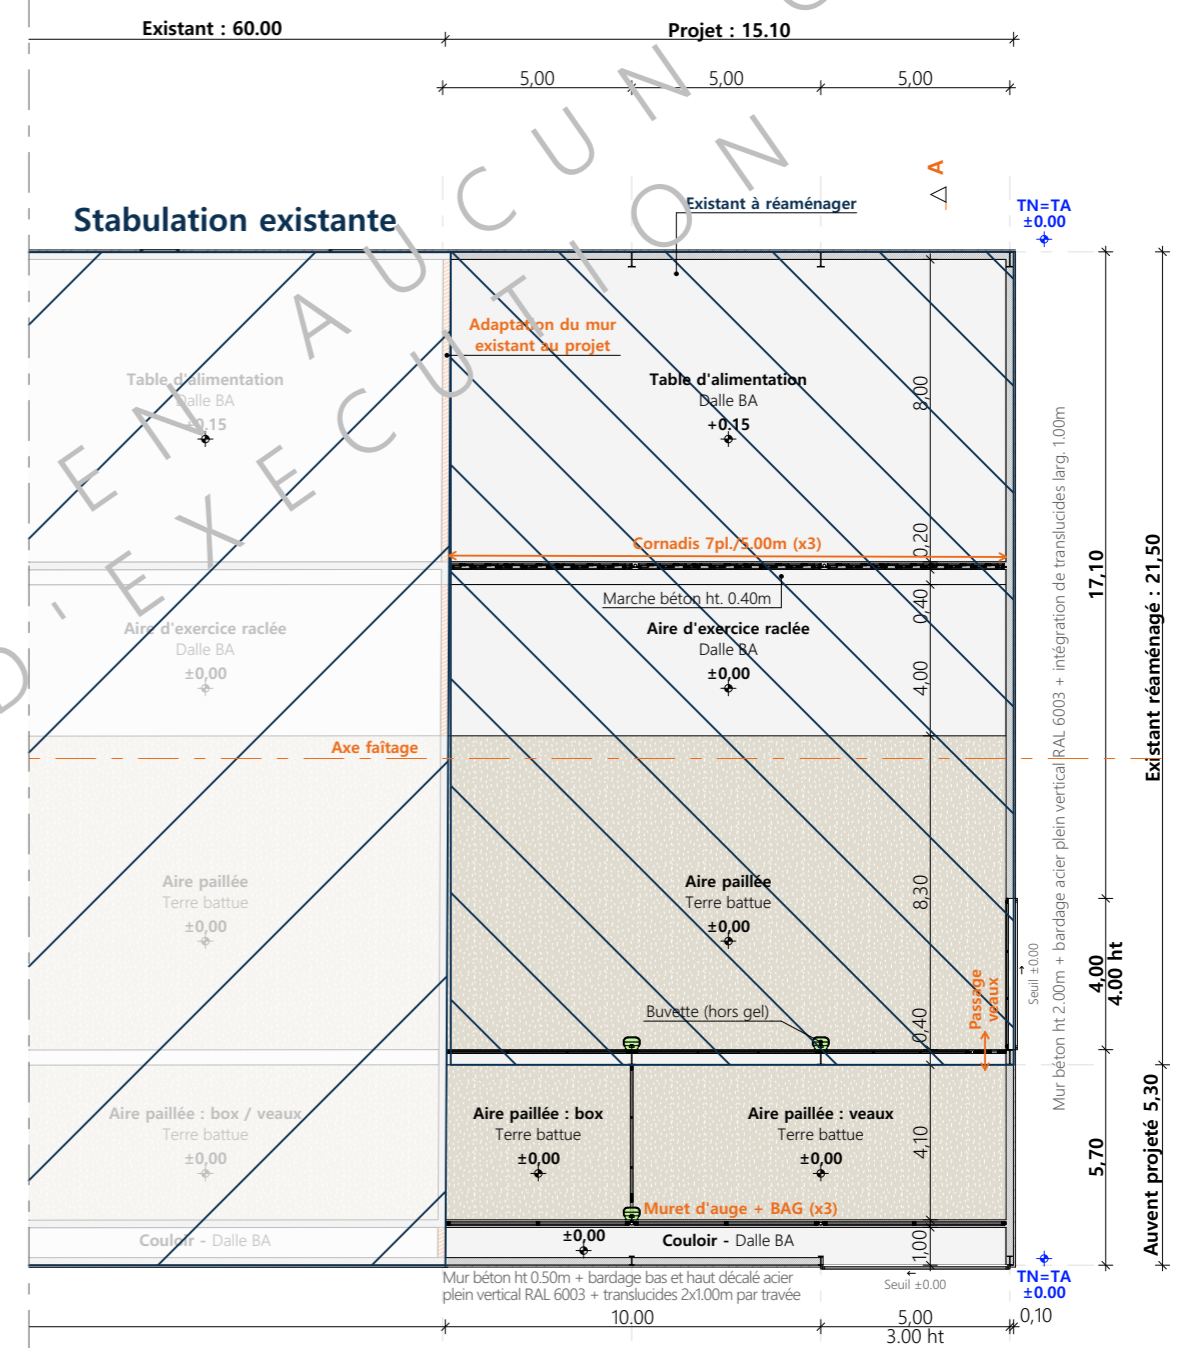 Existant : 60.00
Projet : 15.10
5,00
5,00
5,00
EN AUCUN
D'EXECUTION
A
Stabulation existante
Existant à réaménager
TN=TA
±0.00
Adaptation du mur
existant au projet
Table d'alimentation
Dalle BA
+0.15
Table d'alimentation
Dalle BA
+0.15
8,00
Cornadis 7pl./5.00m (x3)
0,20
Marche béton ht. 0.40m
0,40
Aire d'exercice raclée
Dalle BA
±0,00
Aire d'exercice raclée
Dalle BA
±0,00
4,00
17,10
Existant réaménagé : 21,50
Mur béton ht 2.00m + bardage acier plein vertical RAL 6003 + intégration de translucides larg. 1.00m
Axe faîtage
Aire paillée
Terre battue
±0,00
Aire paillée
Terre battue
±0,00
8,30
Seuil ±0.00
4,00
4.00 ht
Passage
veaux
Buvette (hors gel)
0,40
Aire paillée : box / veaux
Terre battue
±0,00
Aire paillée : box
Terre battue
±0,00
Aire paillée : veaux
Terre battue
±0,00
4,10
5,70
Auvent projeté 5,30
Muret d'auge + BAG (x3)
Couloir - Dalle BA
±0,00
Couloir - Dalle BA
1,00
Mur béton ht 0.50m + bardage bas et haut décalé acier
plein vertical RAL 6003 + translucides 2x1.00m par travée
Seuil ±0.00
TN=TA
±0.00
10.00
5,00
3.00 ht
0,10